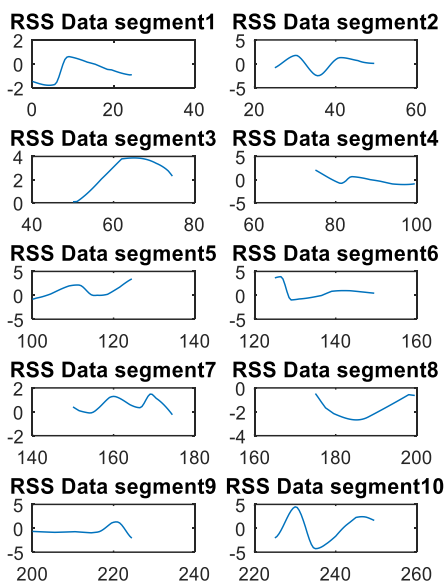 RSS Data segment1
2
0
-2
0 20 40
RSS Data segment2
5
0
-5
20 40 60
RSS Data segment3
4
2
0
40 60 80
RSS Data segment4
5
0
-5
60 80 100
RSS Data segment5
5
0
-5
100 120 140
RSS Data segment6
5
0
-5
120 140 160
RSS Data segment7
2
0
-2
140 160 180
RSS Data segment8
0
-2
-4
160 180 200
RSS Data segment9
5
0
-5
200 220 240
RSS Data segment10
5
0
-5
220 240 260